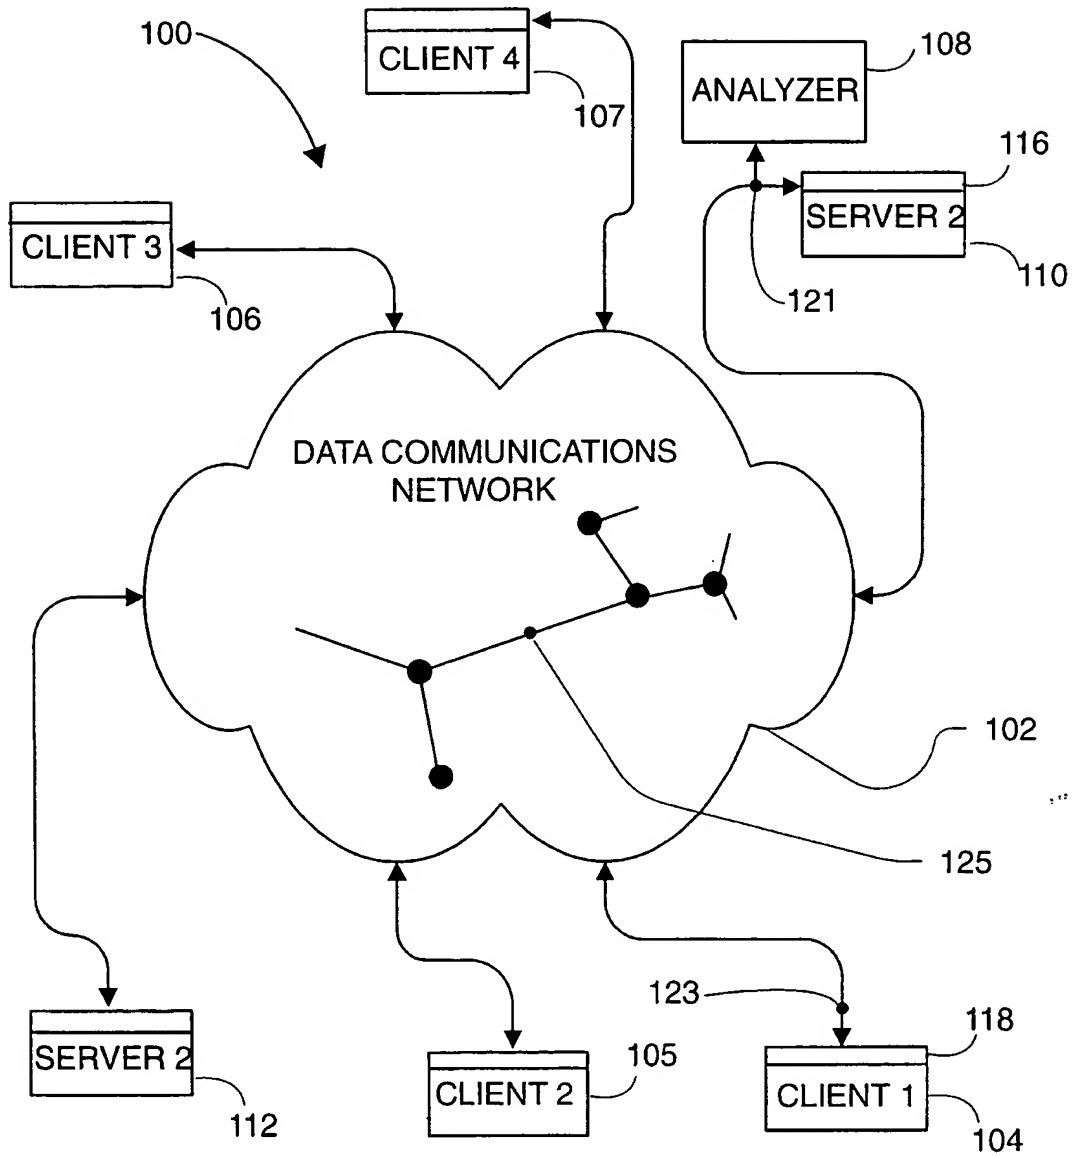 100
CLIENT 4
107
ANALYZER
108
116
SERVER 2
110
121
CLIENT 3
106
DATA COMMUNICATIONS
NETWORK
102
125
123
118
CLIENT 1
104
SERVER 2
112
CLIENT 2
105